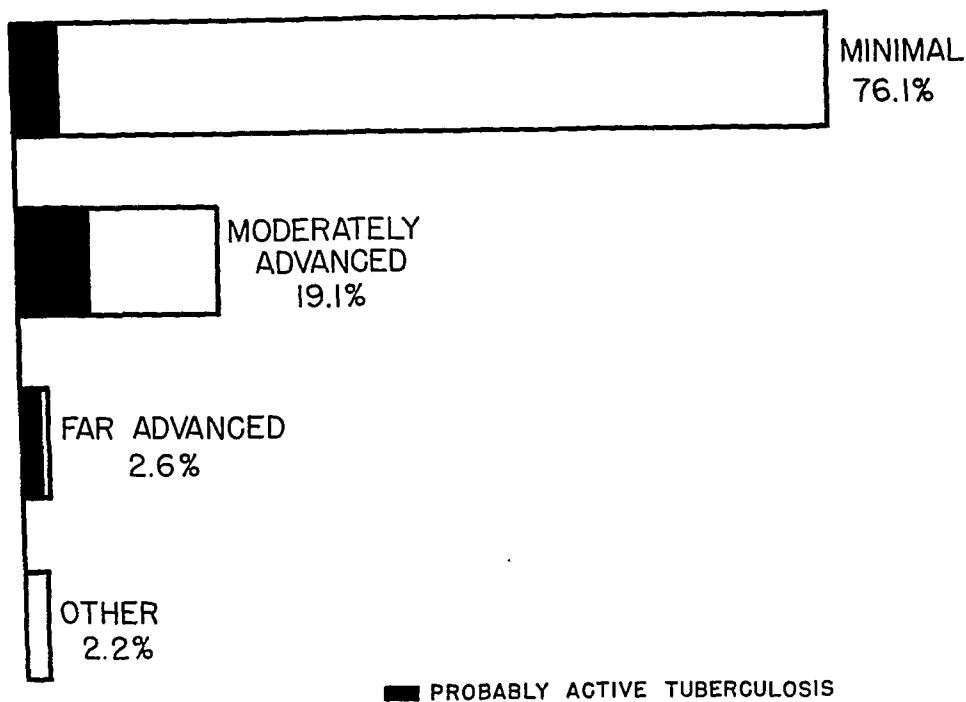 MINIMAL
76.1%
MODERATELY
ADVANCED
19.1%
FAR ADVANCED
2.6%
OTHER
2.2%
PROBABLY ACTIVE TUBERCULOSIS